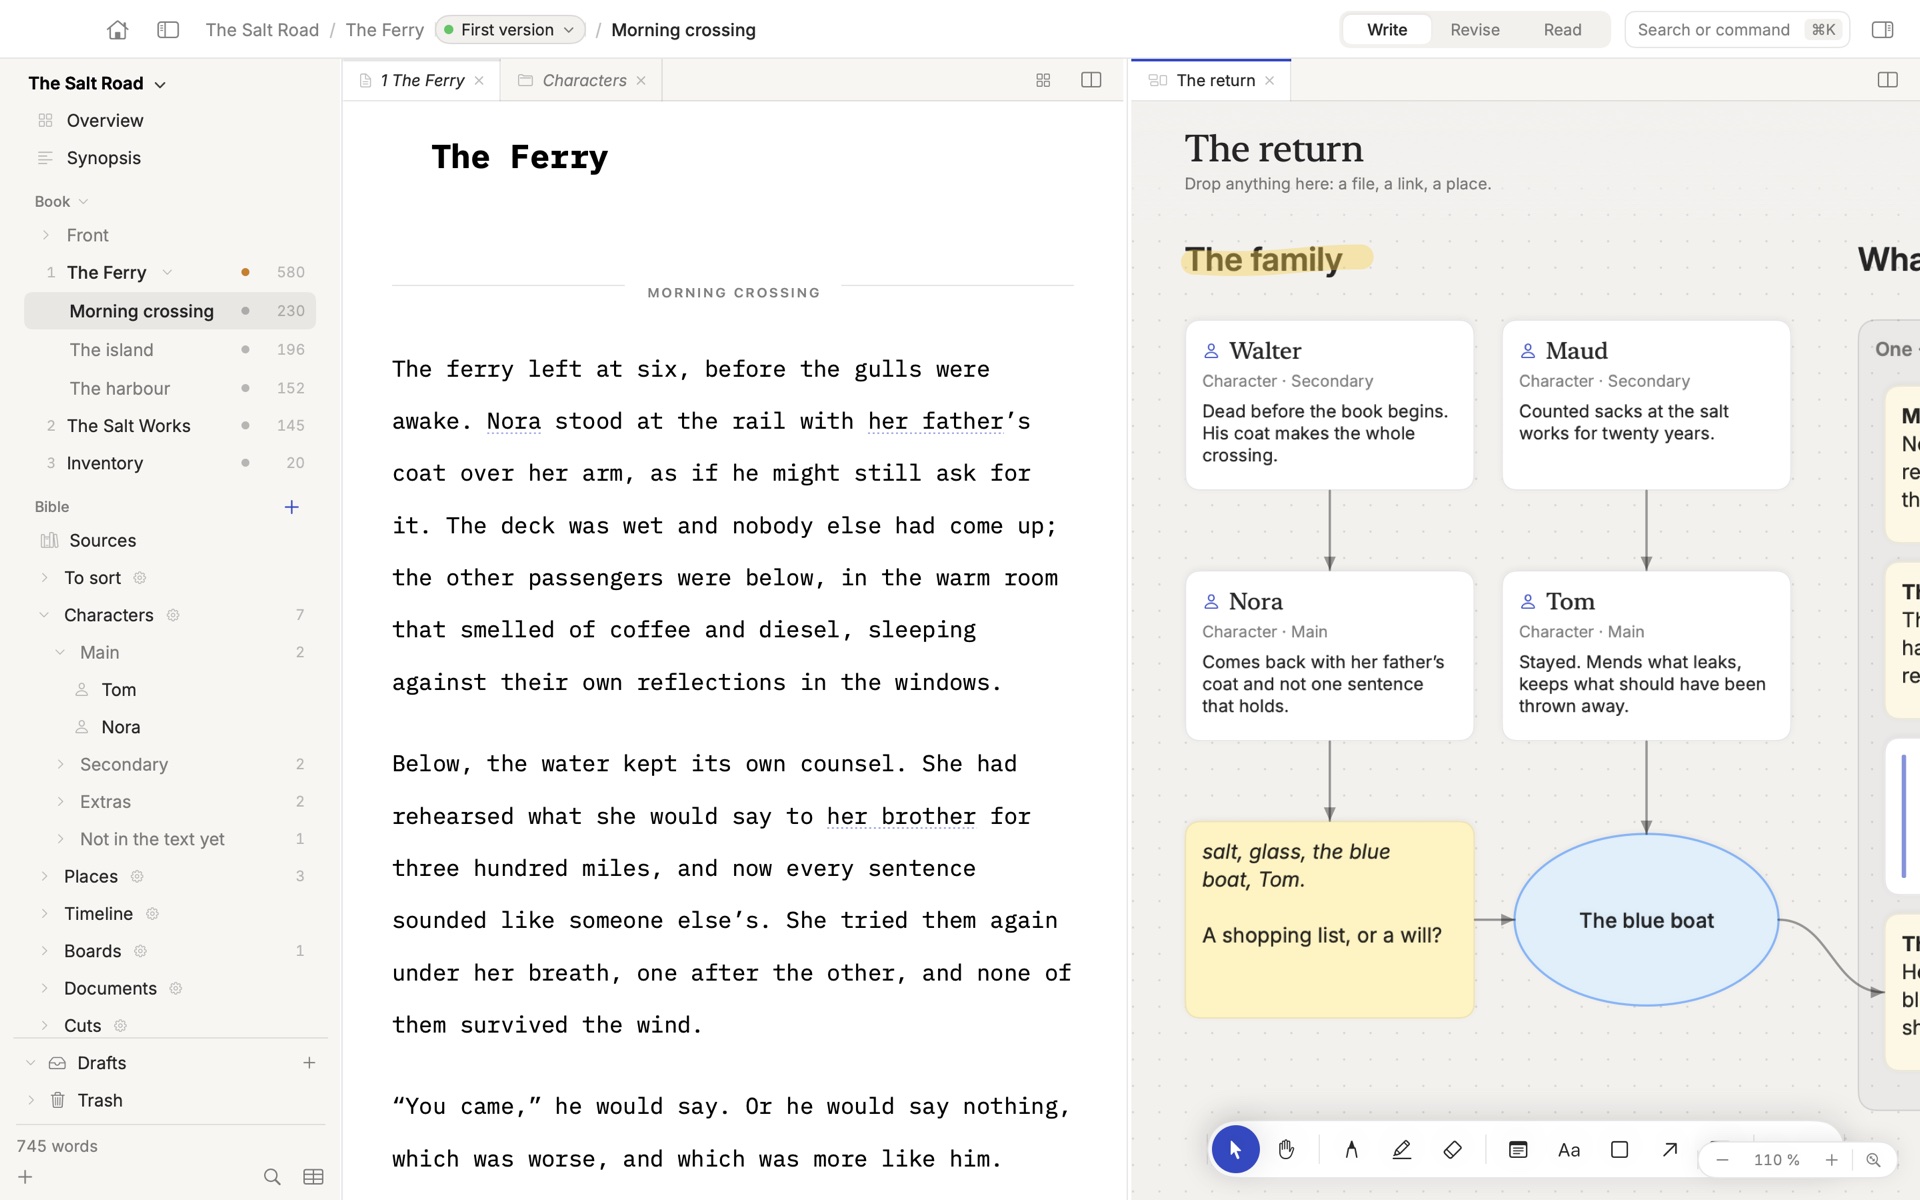 The Salt Road / The Ferry First version / Morning crossing
Write Revise Read
Search or command ⌘K
The Salt Road
Overview
Synopsis
Book
Front
1 The Ferry 580
Morning crossing 230
The island 196
The harbour 152
2 The Salt Works 145
3 Inventory 20
Bible
Sources
To sort
Characters 7
Main 2
Tom
Nora
Secondary 2
Extras 2
Not in the text yet 1
Places 3
Timeline
Boards 1
Documents
Cuts
Drafts
Trash
745 words
1 The Ferry
Characters
The Ferry
MORNING CROSSING
The ferry left at six, before the gulls were
awake. Nora stood at the rail with her father’s
coat over her arm, as if he might still ask for
it. The deck was wet and nobody else had come up;
the other passengers were below, in the warm room
that smelled of coffee and diesel, sleeping
against their own reflections in the windows.
Below, the water kept its own counsel. She had
rehearsed what she would say to her brother for
three hundred miles, and now every sentence
sounded like someone else’s. She tried them again
under her breath, one after the other, and none of
them survived the wind.
“You came,” he would say. Or he would say nothing,
which was worse, and which was more like him.
The return
The return
Drop anything here: a file, a link, a place.
The family
Walter
Character · Secondary
Dead before the book begins.
His coat makes the whole
crossing.
Maud
Character · Secondary
Counted sacks at the salt
works for twenty years.
Nora
Character · Main
Comes back with her father’s
coat and not one sentence
that holds.
Tom
Character · Main
Stayed. Mends what leaks,
keeps what should have been
thrown away.
salt, glass, the blue
boat, Tom.
A shopping list, or a will?
The blue boat
One
Aa
110 %